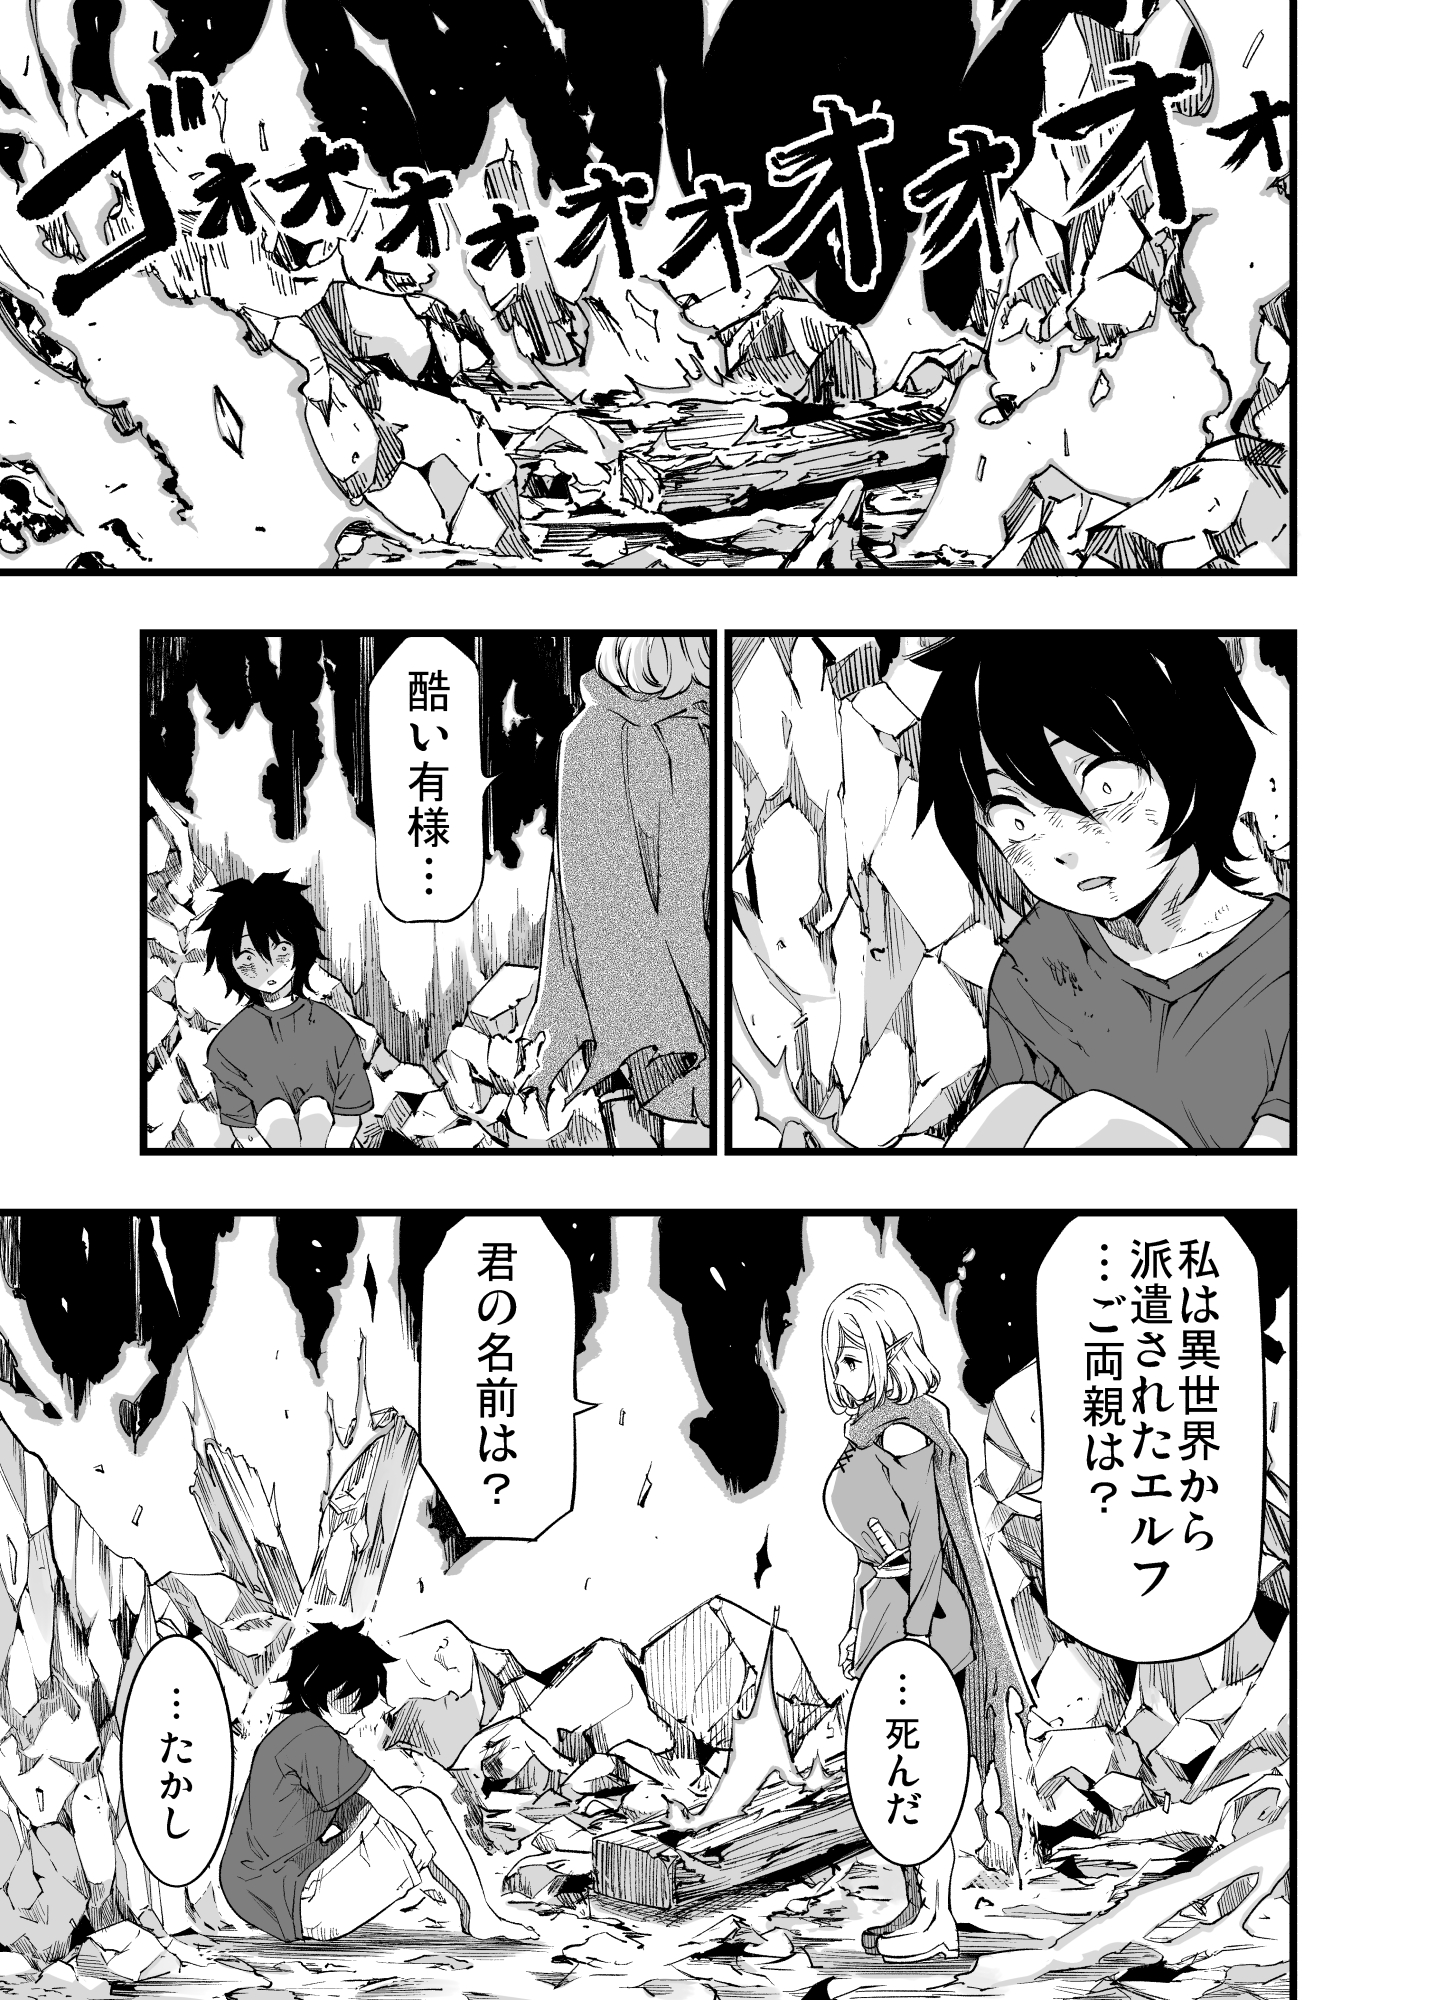 ゴォオォォオオオオオォ
酷い有様…
私は異世界から
派遣されたエルフ
…ご両親は？
…死んだ
君の名前は？
…たかし